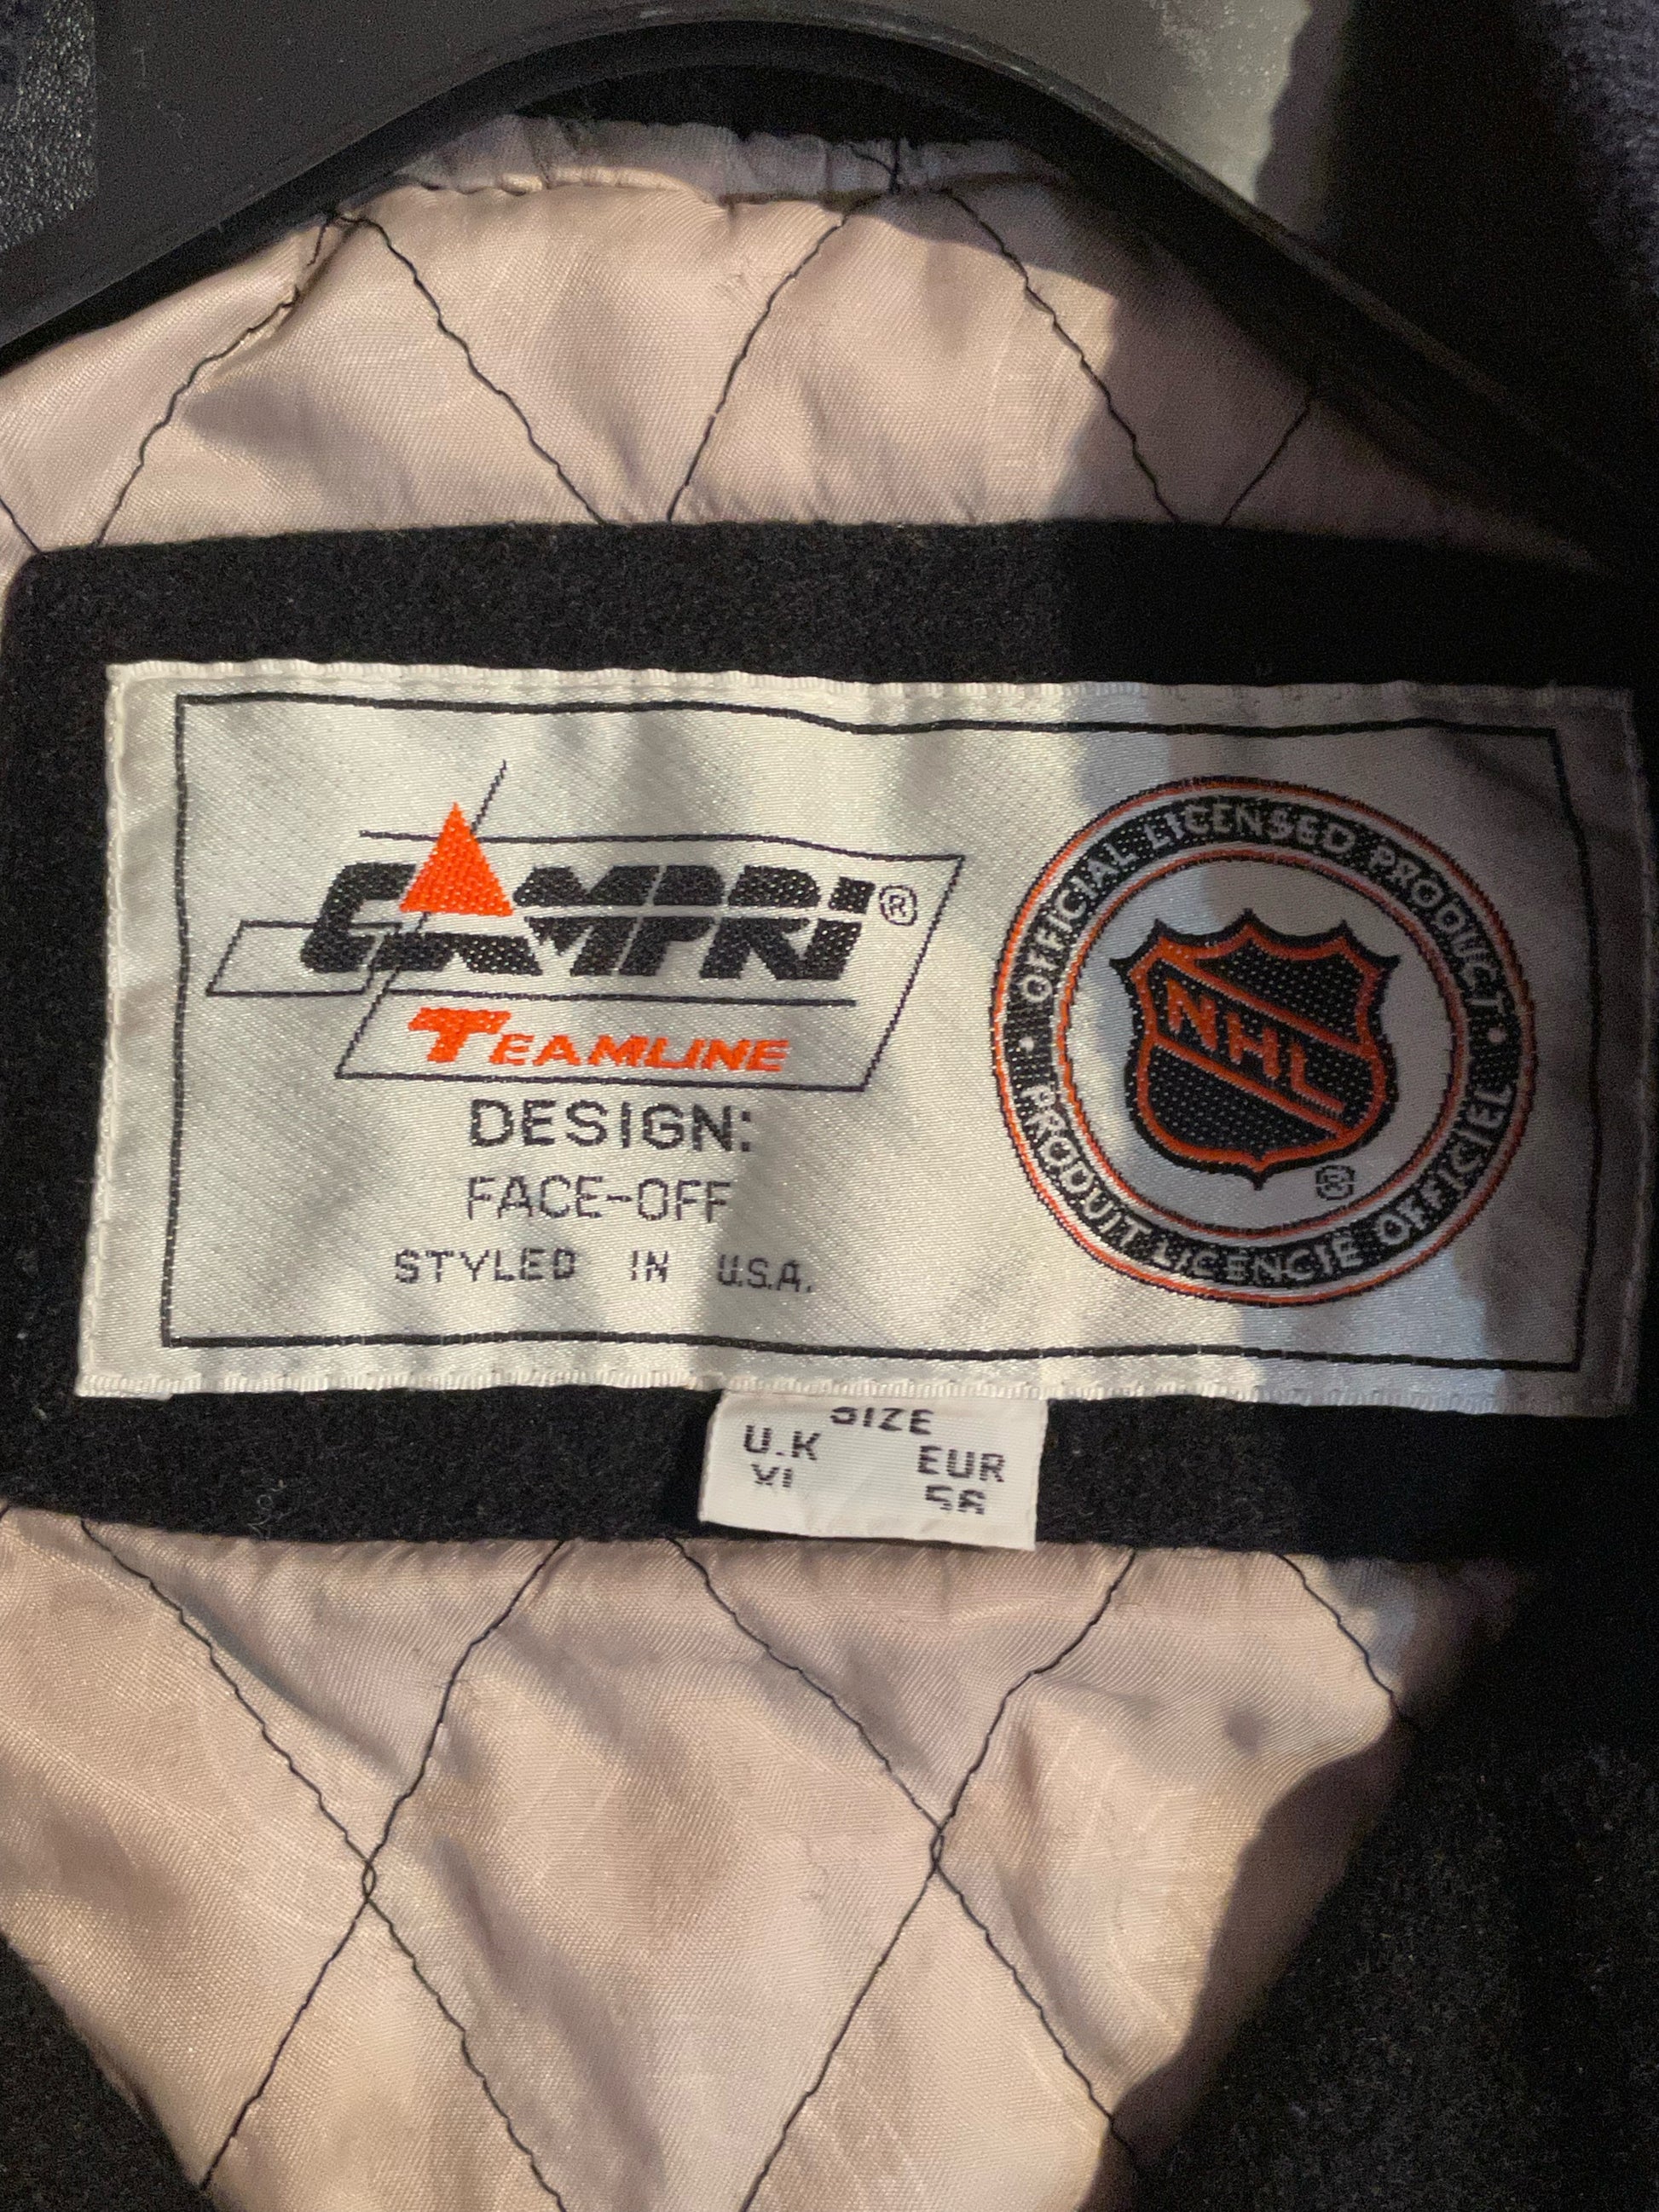 CAMPRI®
TEAMLINE
DESIGN:
FACE-OFF
STYLED IN U.S.A.
• OFFICIAL LICENSED PRODUCT •
NHL
®
PRODUIT LICENCIE OFFICIEL
SIZE
U.K EUR
XL 56